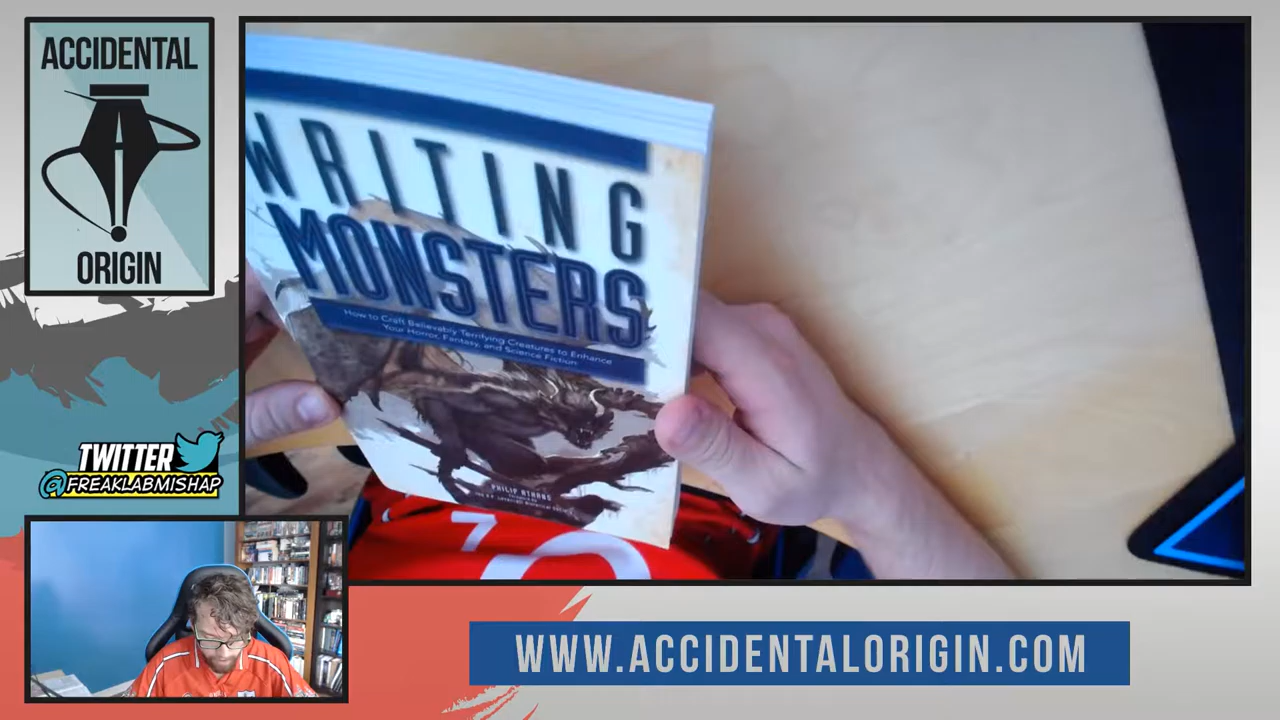 ACCIDENTAL
ORIGIN
WRITING
MONSTERS
How to Craft Believably Terrifying Creatures to Enhance
Your Horror, Fantasy, and Science Fiction
PHILIP ATHANS
TWITTER
@FREAKLABMISHAP
WWW.ACCIDENTALORIGIN.COM